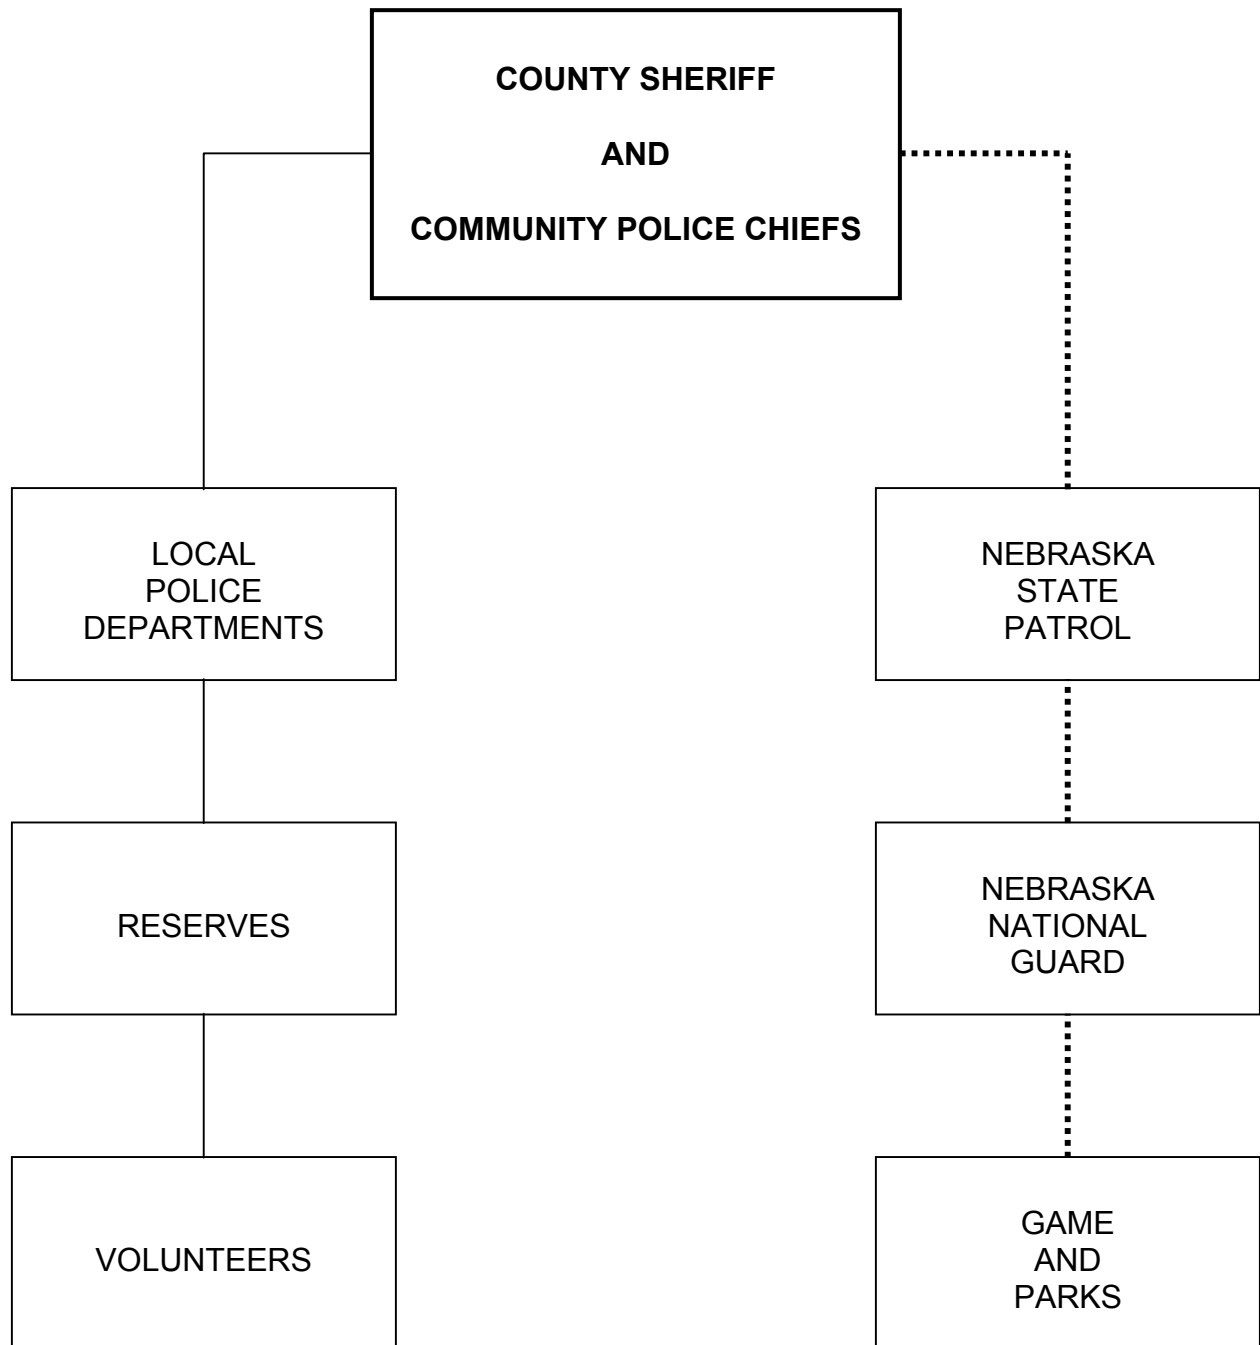 COUNTY SHERIFF
AND
COMMUNITY POLICE CHIEFS
LOCAL
POLICE
DEPARTMENTS
NEBRASKA
STATE
PATROL
RESERVES
NEBRASKA
NATIONAL
GUARD
VOLUNTEERS
GAME
AND
PARKS